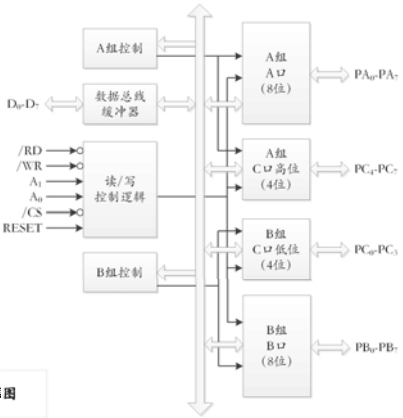 A组控制
D₀-D₇
数据总线
缓冲器
/RD
/WR
A₁
A₀
/CS
RESET
读/写
控制逻辑
B组控制
A组
A口
(8位)
PA₀-PA₇
A组
C口高位
(4位)
PC₄-PC₇
B组
C口低位
(4位)
PC₀-PC₃
B组
B口
(8位)
PB₀-PB₇
图